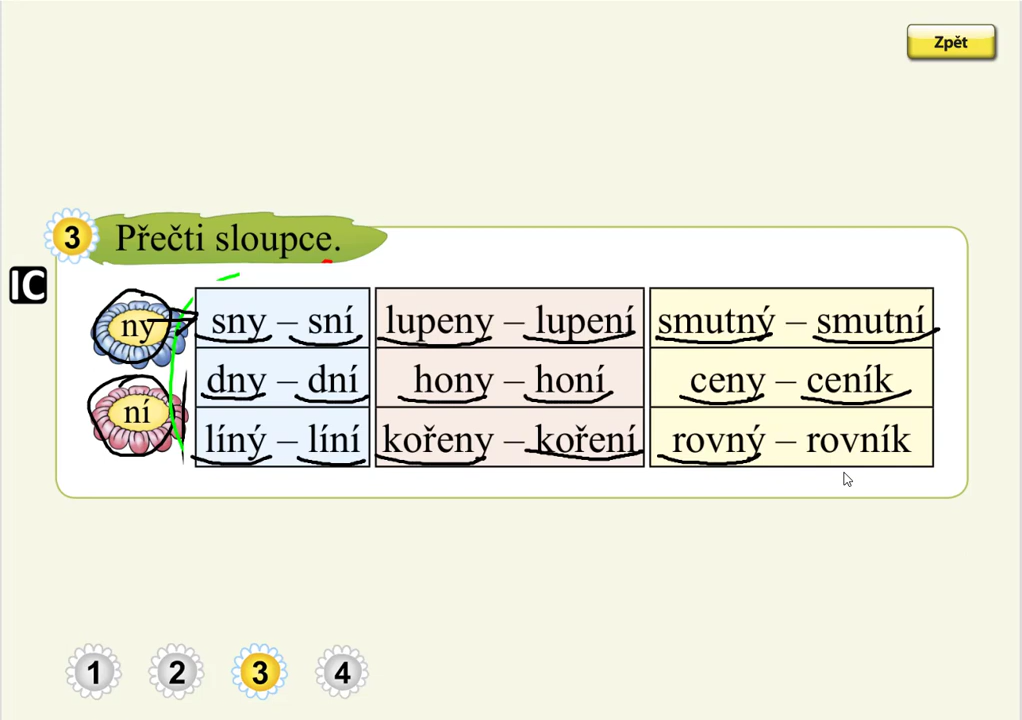 Zpět
3 Přečti sloupce.
IC
ny sny – sní lupeny – lupení smutný – smutní
dny – dní hony – honí ceny – ceník
ní líný – líní kořeny – koření rovný – rovník
1 2 3 4